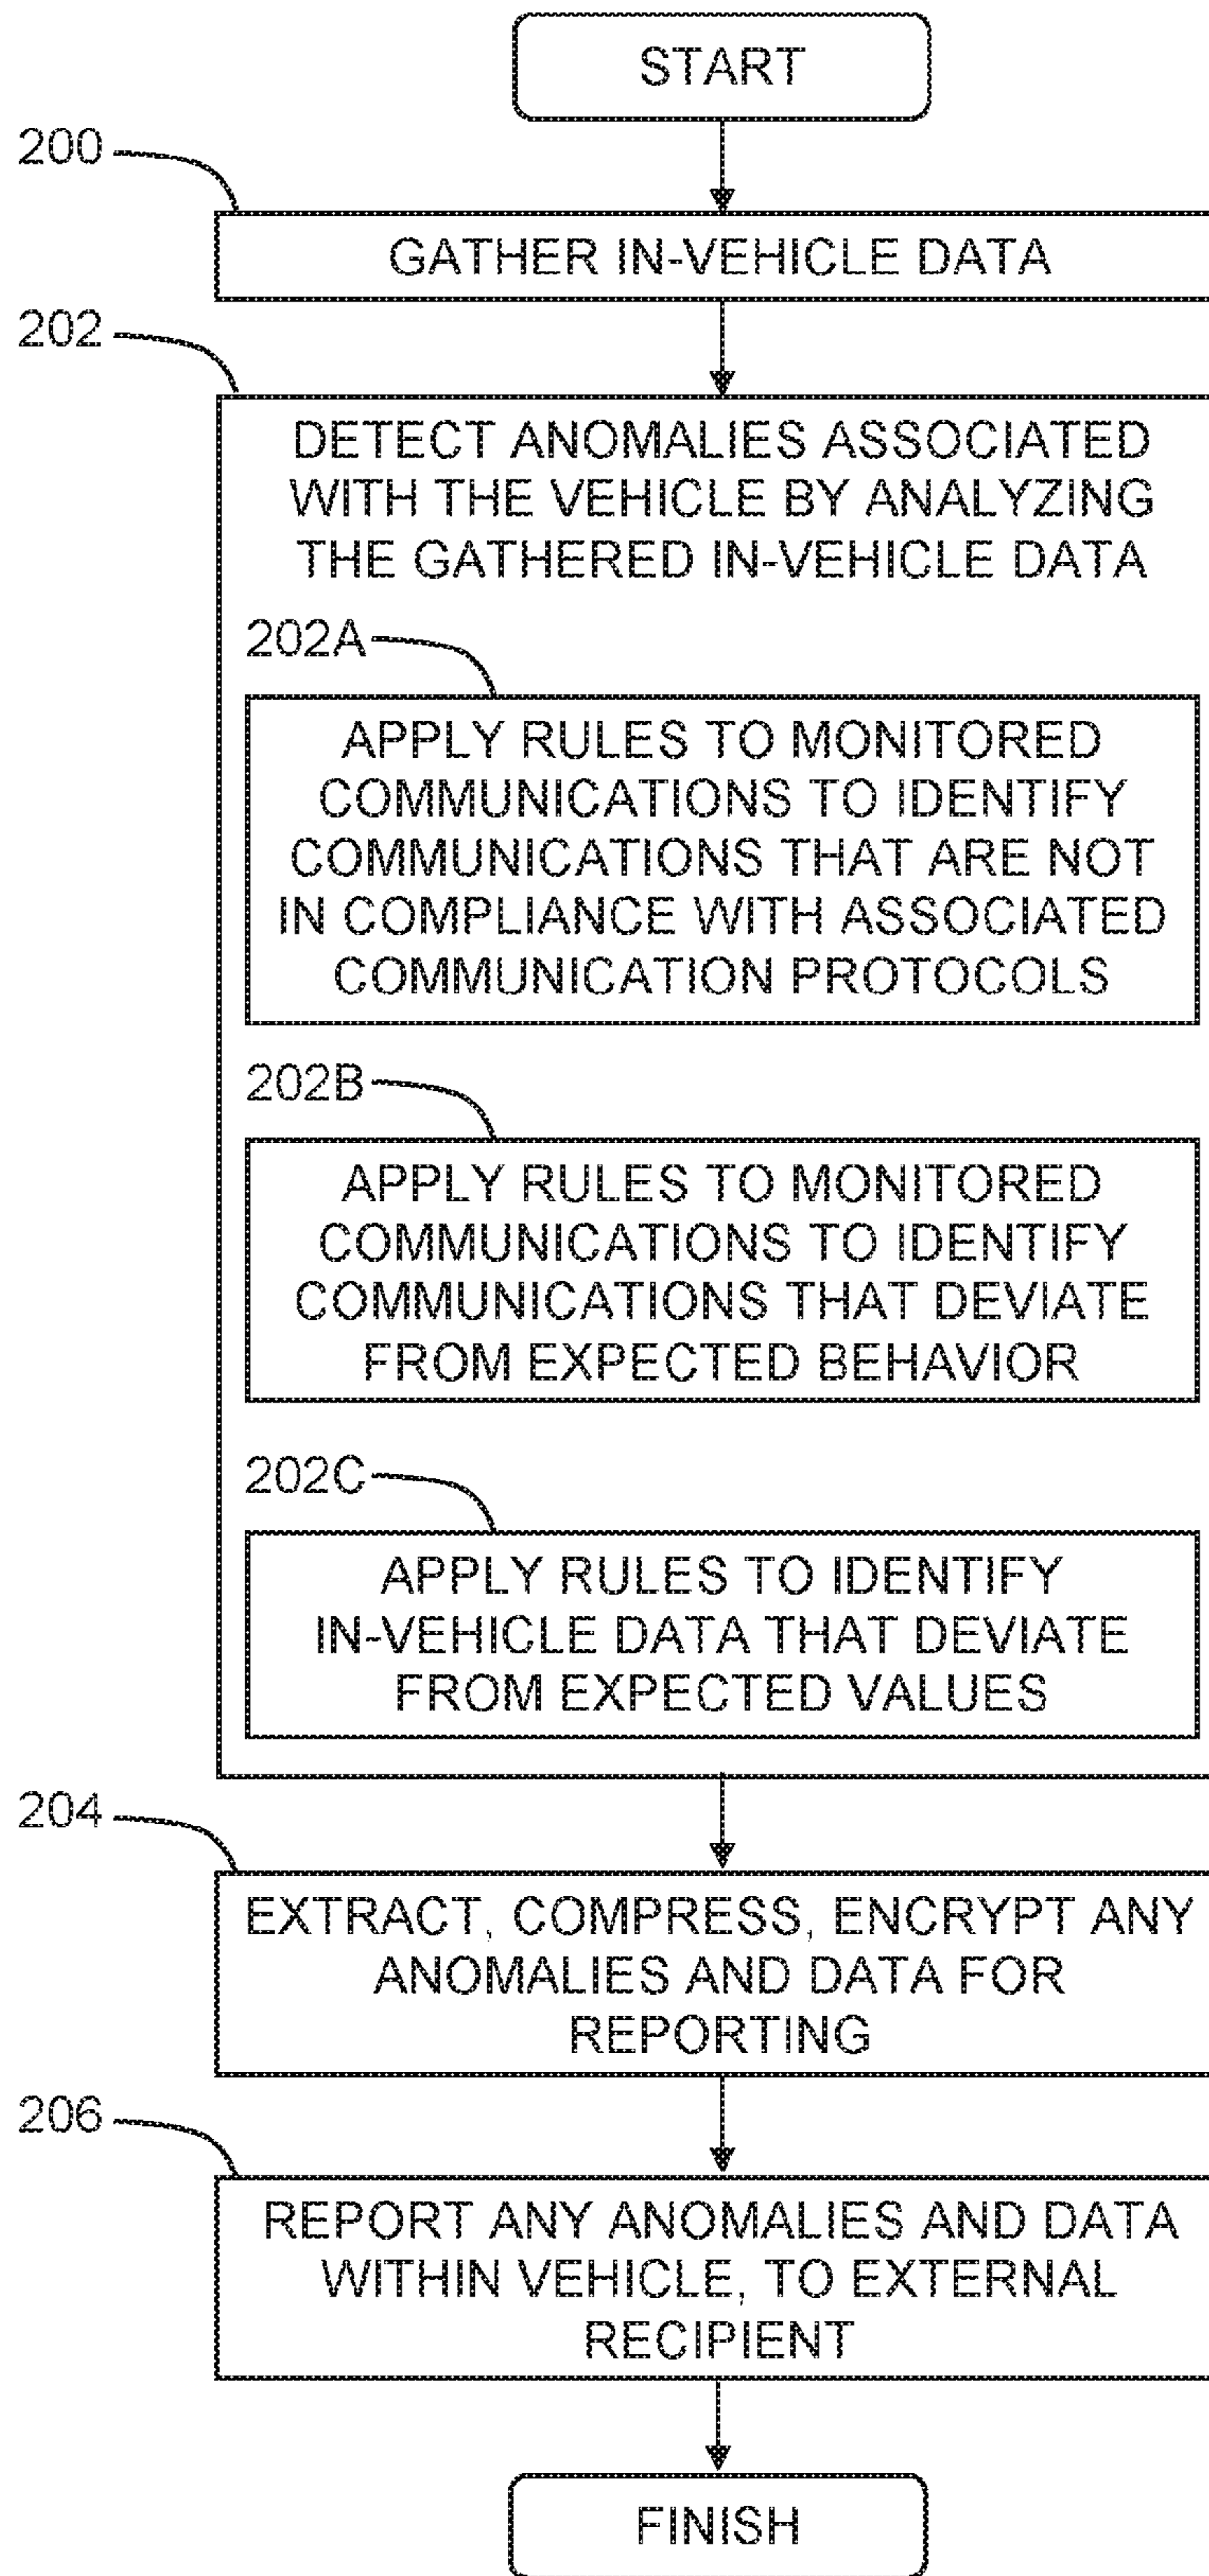 START
200
GATHER IN-VEHICLE DATA
202
DETECT ANOMALIES ASSOCIATED
WITH THE VEHICLE BY ANALYZING
THE GATHERED IN-VEHICLE DATA
202A
APPLY RULES TO MONITORED
COMMUNICATIONS TO IDENTIFY
COMMUNICATIONS THAT ARE NOT
IN COMPLIANCE WITH ASSOCIATED
COMMUNICATION PROTOCOLS
202B
APPLY RULES TO MONITORED
COMMUNICATIONS TO IDENTIFY
COMMUNICATIONS THAT DEVIATE
FROM EXPECTED BEHAVIOR
202C
APPLY RULES TO IDENTIFY
IN-VEHICLE DATA THAT DEVIATE
FROM EXPECTED VALUES
204
EXTRACT, COMPRESS, ENCRYPT ANY
ANOMALIES AND DATA FOR
REPORTING
206
REPORT ANY ANOMALIES AND DATA
WITHIN VEHICLE, TO EXTERNAL
RECIPIENT
FINISH